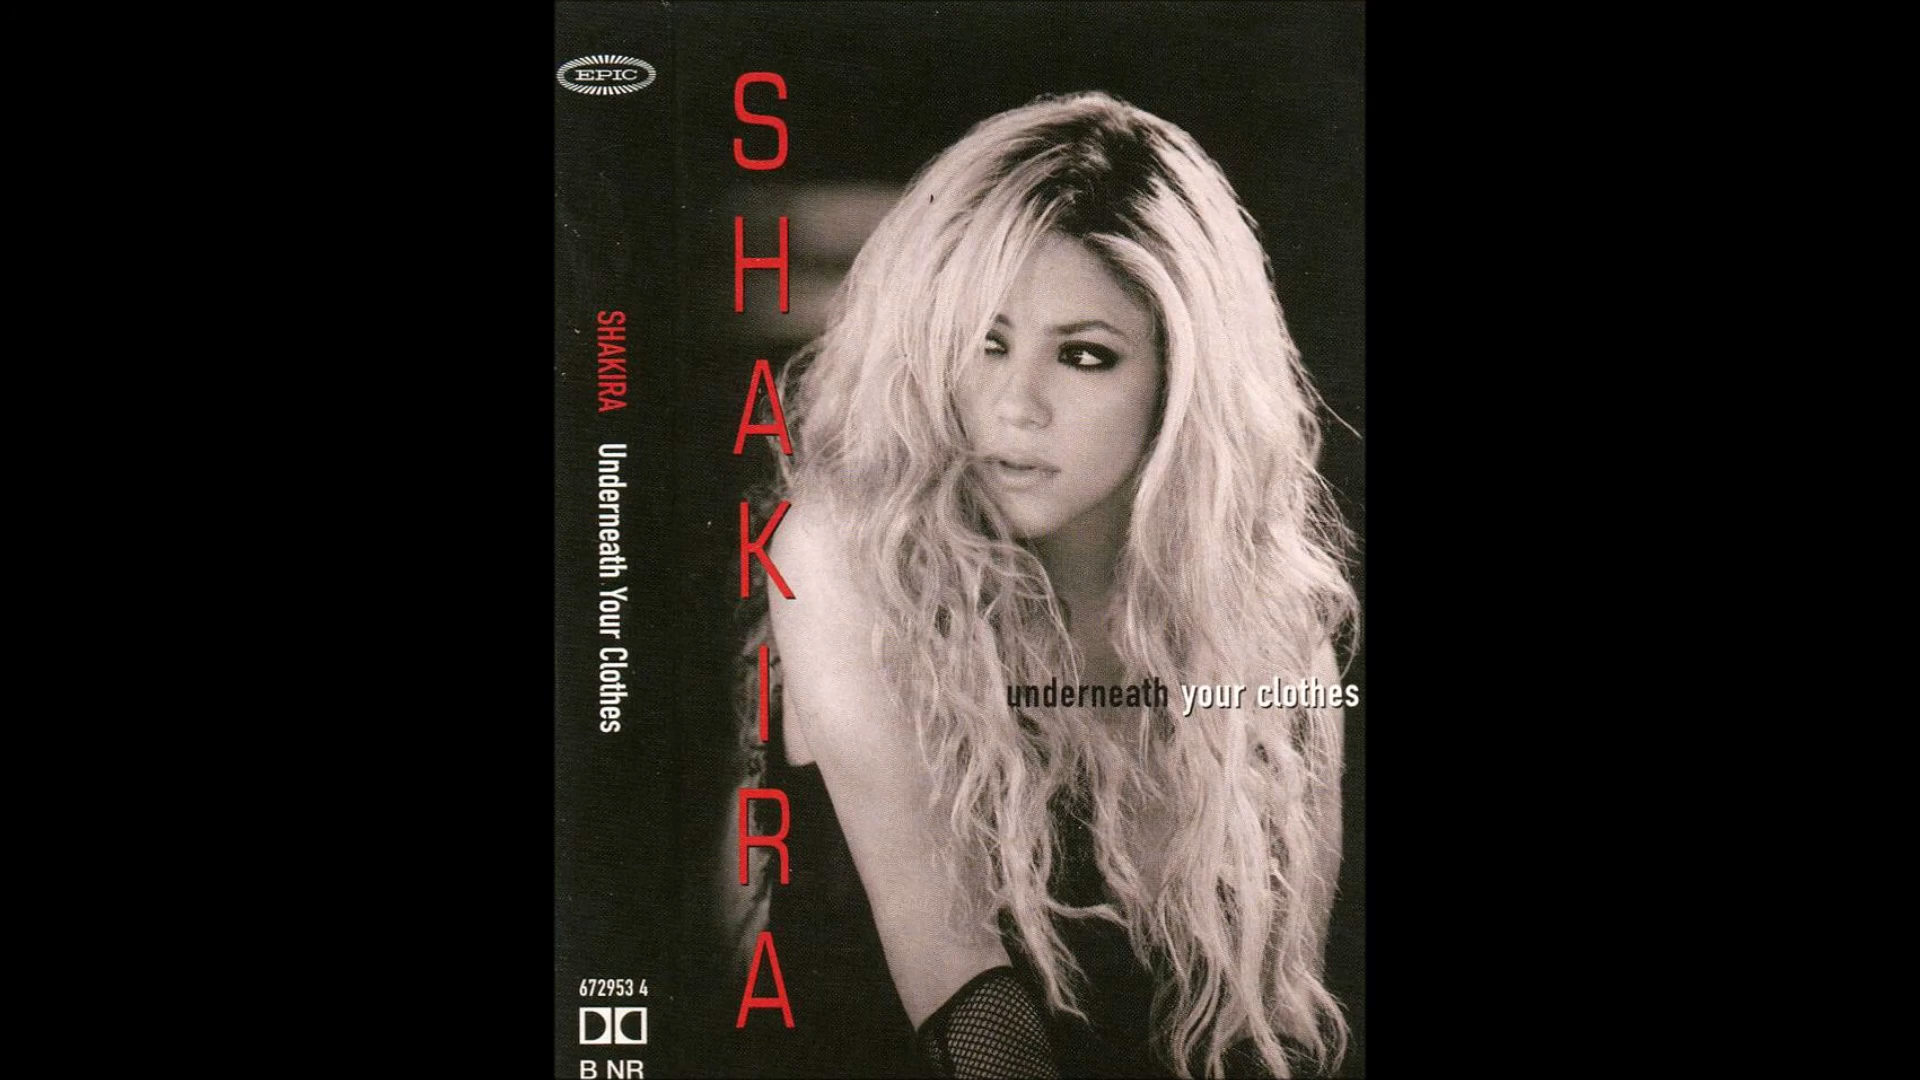 EPIC
SHAKIRA Underneath Your Clothes
672953 4
B NR
SHAKIRA
underneath your clothes